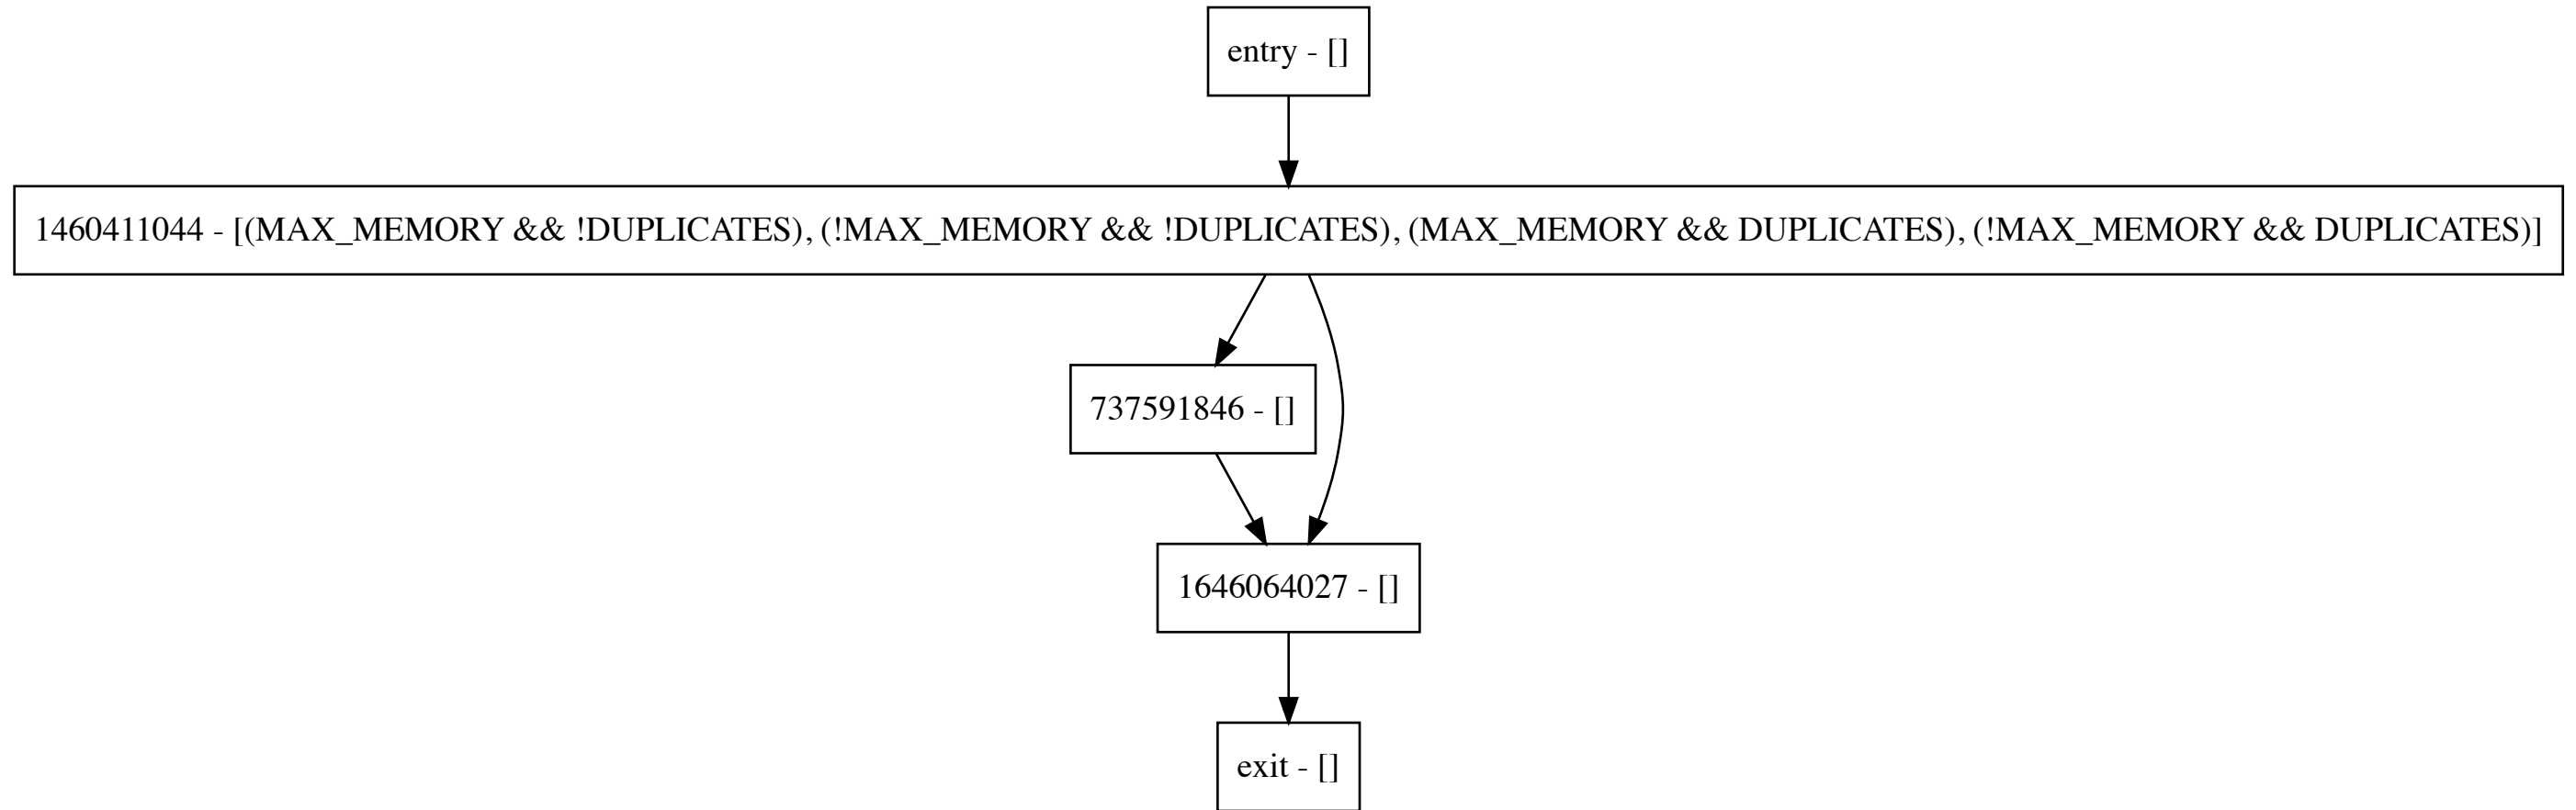 entry - []
1460411044 - [(MAX_MEMORY && !DUPLICATES), (!MAX_MEMORY && !DUPLICATES), (MAX_MEMORY && DUPLICATES), (!MAX_MEMORY && DUPLICATES)]
737591846 - []
1646064027 - []
exit - []